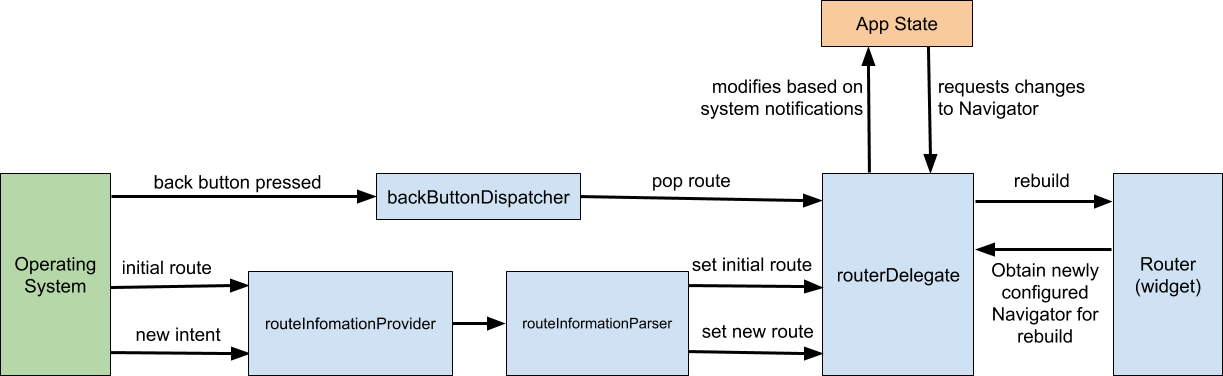 App State
modifies based on
system notifications
requests changes
to Navigator
back button pressed
backButtonDispatcher
pop route
rebuild
Operating
System
initial route
new intent
routeInfomationProvider
routeInformationParser
set initial route
set new route
routerDelegate
Obtain newly
configured
Navigator for
rebuild
Router
(widget)